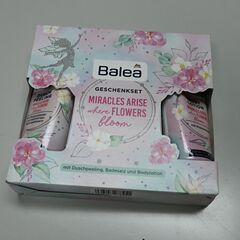 Balea
GESCHENKSET
MIRACLES ARISE
where FLOWERS
bloom
mit Duschpeeling, Badesalz und Bodylotion